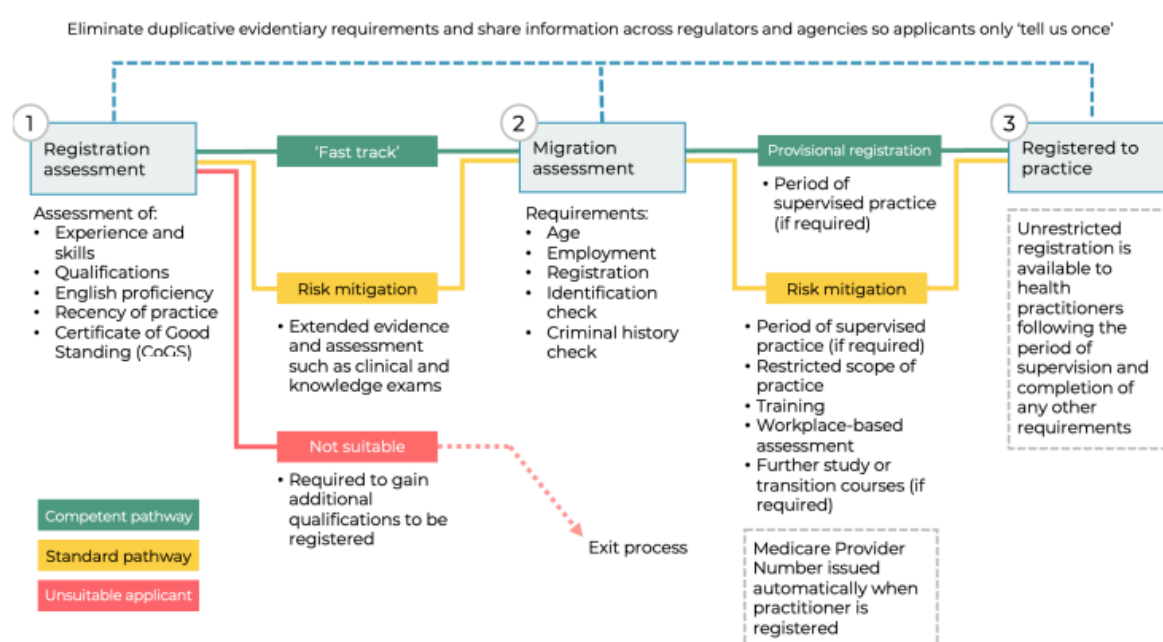 Eliminate duplicative evidentiary requirements and share information across regulators and agencies so applicants only ‘tell us once’
1
Registration
assessment
Assessment of:
• Experience and
skills
• Qualifications
• English proficiency
• Recency of practice
• Certificate of Good
Standing (CoGS)
‘Fast track’
Risk mitigation
• Extended evidence
and assessment
such as clinical and
knowledge exams
Not suitable
• Required to gain
additional
qualifications to be
registered
Exit process
2
Migration
assessment
Requirements:
• Age
• Employment
• Registration
• Identification
check
• Criminal history
check
Provisional registration
• Period of
supervised practice
(if required)
Risk mitigation
• Period of supervised
practice (if required)
• Restricted scope of
practice
• Training
• Workplace-based
assessment
• Further study or
transition courses (if
required)
Medicare Provider
Number issued
automatically when
practitioner is
registered
3
Registered to
practice
Unrestricted
registration is
available to
health
practitioners
following the
period of
supervision and
completion of
any other
requirements
Competent pathway
Standard pathway
Unsuitable applicant